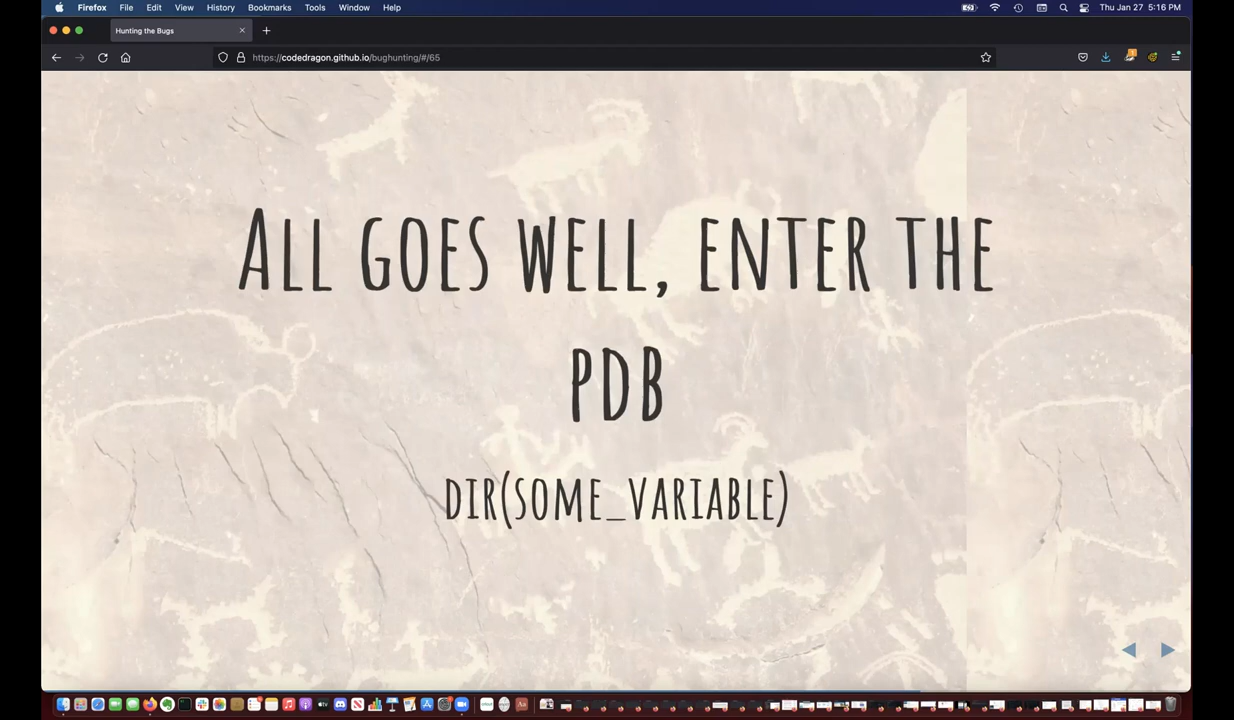 Firefox File Edit View History Bookmarks Tools Window Help Thu Jan 27 5:16 PM
Hunting the Bugs
https://codedragon.github.io/bughunting/#/65
All goes well, enter the
PDB
dir(some_variable)